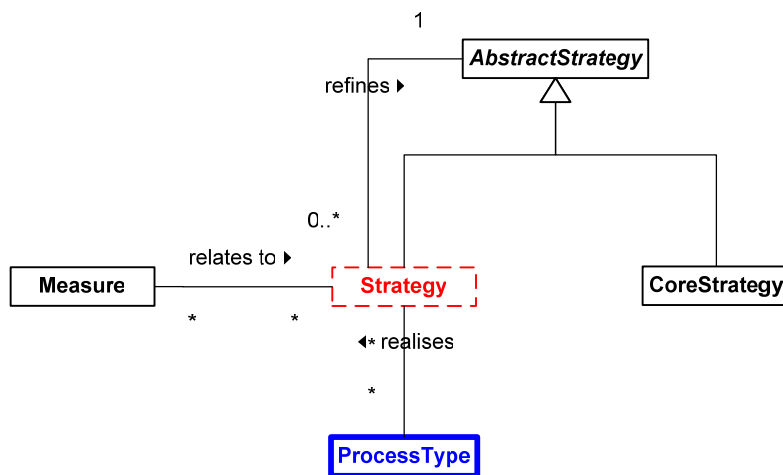 1
AbstractStrategy
refines ▶
0..*
relates to ▶
Measure
Strategy
CoreStrategy
* *
◀* realises
*
ProcessType